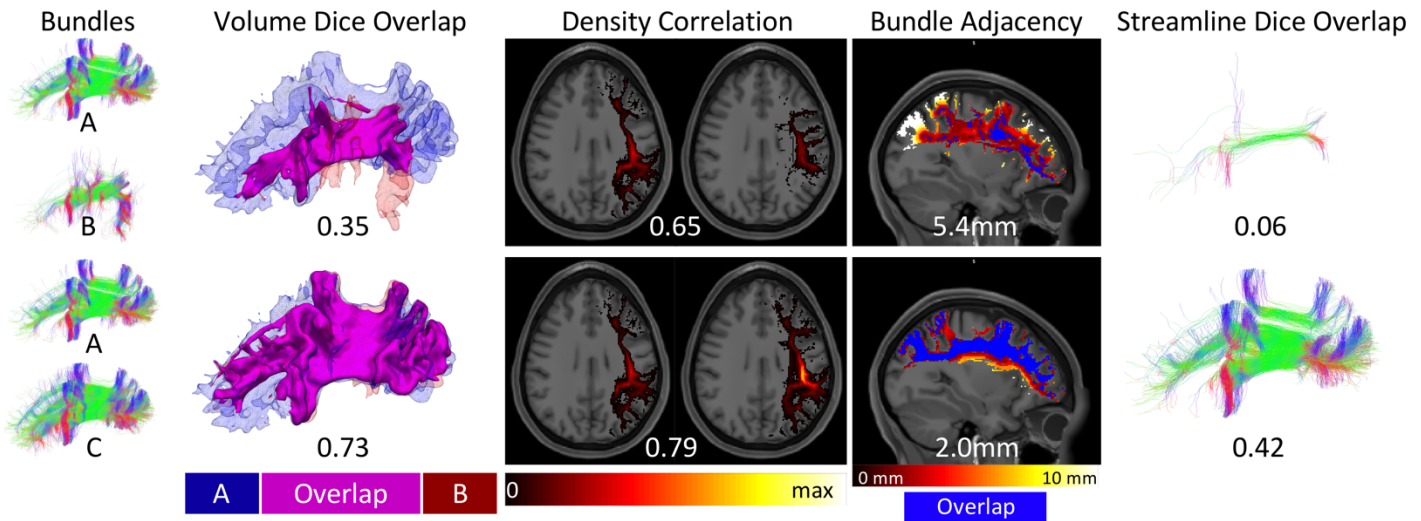 Bundles
Volume Dice Overlap
Density Correlation
Bundle Adjacency
Streamline Dice Overlap
A
B
0.35
0.65
5.4mm
0.06
A
C
0.73
0.79
2.0mm
0.42
A
Overlap
B
0
max
0 mm
10 mm
Overlap